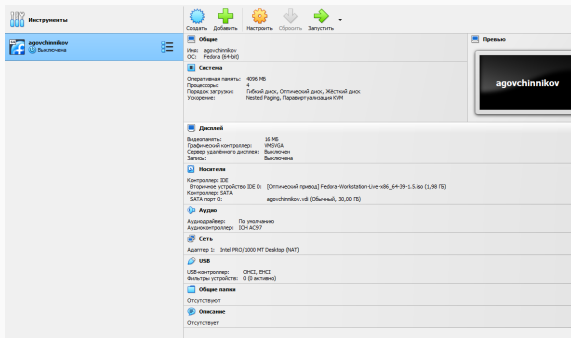 Инструменты
agovchinnikov
Выключена
Создать Добавить Настроить Сбросить Запустить
Общие
Имя: agovchinnikov
ОС: Fedora (64-bit)
Система
Оперативная память: 4096 МБ
Процессоры: 4
Порядок загрузки: Гибкий диск, Оптический диск, Жёсткий диск
Ускорение: Nested Paging, Паравиртуализация KVM
Превью
agovchinnikov
Дисплей
Видеопамять: 16 МБ
Графический контроллер: VMSVGA
Сервер удалённого дисплея: Выключен
Запись: Выключена
Носители
Контроллер: IDE
Вторичное устройство IDE 0: [Оптический привод] Fedora-Workstation-Live-x86_64-39-1.5.iso (1,98 ГБ)
Контроллер: SATA
SATA порт 0: agovchinnikov.vdi (Обычный, 30,00 ГБ)
Аудио
Аудиодрайвер: По умолчанию
Аудиоконтроллер: ICH AC97
Сеть
Адаптер 1: Intel PRO/1000 MT Desktop (NAT)
USB
USB-контроллер: OHCI, EHCI
Фильтры устройств: 0 (0 активно)
Общие папки
Отсутствуют
Описание
Отсутствует